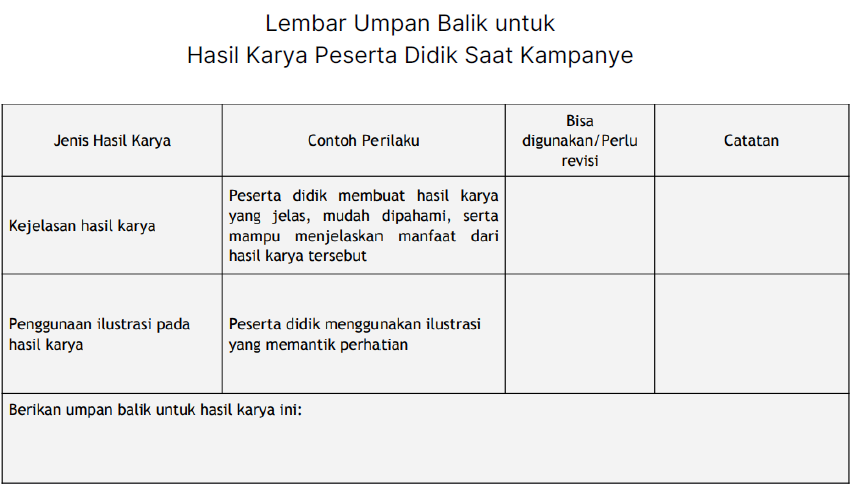 Lembar Umpan Balik untuk
Hasil Karya Peserta Didik Saat Kampanye
Jenis Hasil Karya
Contoh Perilaku
Bisa
digunakan/Perlu
revisi
Catatan
Kejelasan hasil karya
Peserta didik membuat hasil karya
yang jelas, mudah dipahami, serta
mampu menjelaskan manfaat dari
hasil karya tersebut
Penggunaan ilustrasi pada
hasil karya
Peserta didik menggunakan ilustrasi
yang memantik perhatian
Berikan umpan balik untuk hasil karya ini: